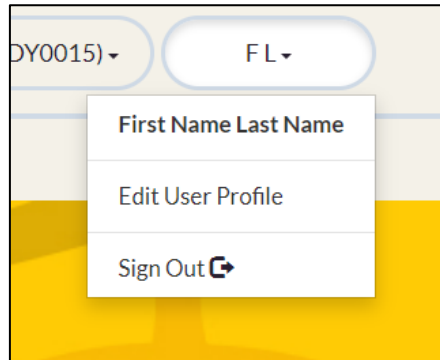 DY0015)
F L
First Name Last Name
Edit User Profile
Sign Out